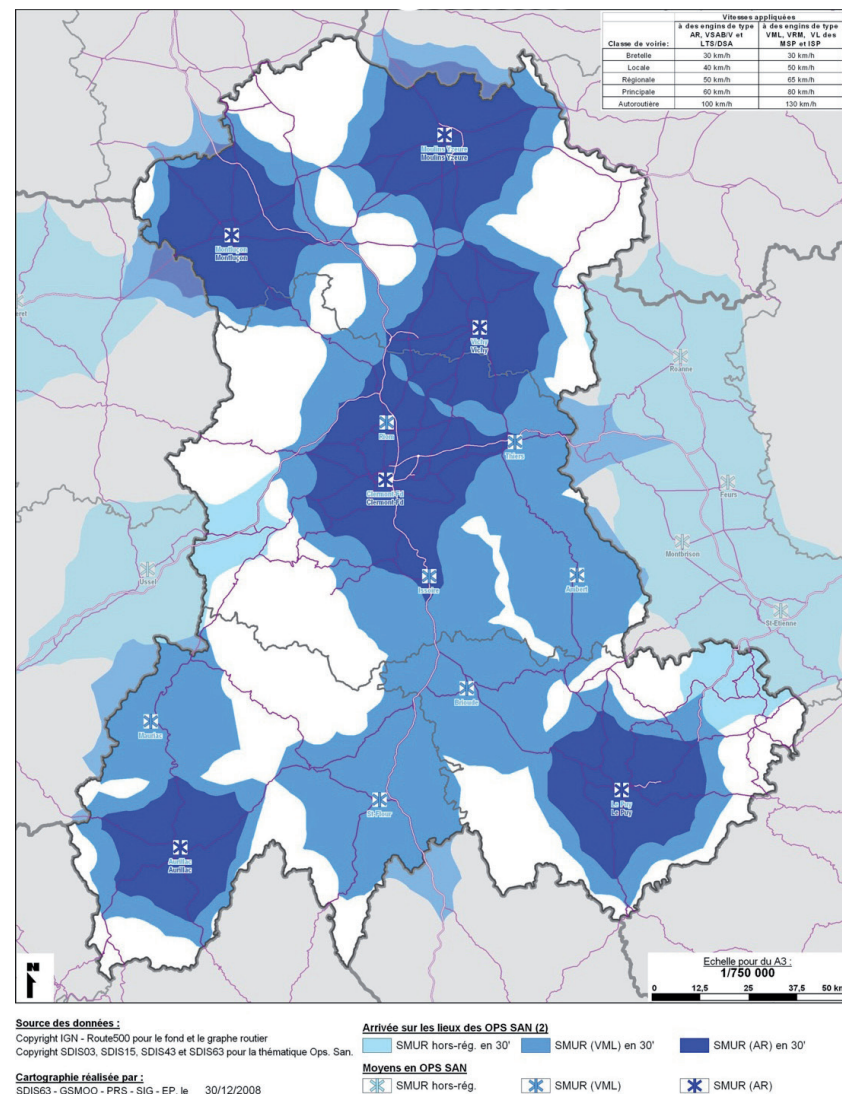 Vitesses appliquées
Classe de voirie:
à des engins de type AR, VSAB/V et LTS/DSA
à des engins de type VML, VRM, VL des MSP et ISP
Bretelle 30 km/h 30 km/h
Locale 40 km/h 50 km/h
Régionale 50 km/h 65 km/h
Principale 60 km/h 80 km/h
Autoroutière 100 km/h 130 km/h
Moulins Yzeure
Moulins Yzeure
Montluçon
Montluçon
Vichy
Vichy
Roanne
Riom
Thiers
Clermont Fd
Clermont Fd
Feurs
Montbrison
Ussel
Issoire
Ambert
St-Etienne
Brioude
Mauriac
St-Flour
Le Puy
Le Puy
Aurillac
Aurillac
N
Echelle pour du A3 :
1/750 000
0 12,5 25 37,5 50 km
Source des données :
Copyright IGN - Route500 pour le fond et le graphe routier
Copyright SDIS03, SDIS15, SDIS43 et SDIS63 pour la thématique Ops. San.
Cartographie réalisée par :
SDIS63 - GSMOO - PRS - SIG - EP, le 30/12/2008
Arrivée sur les lieux des OPS SAN (2)
SMUR hors-rég. en 30' SMUR (VML) en 30' SMUR (AR) en 30'
Moyens en OPS SAN
SMUR hors-rég. SMUR (VML) SMUR (AR)